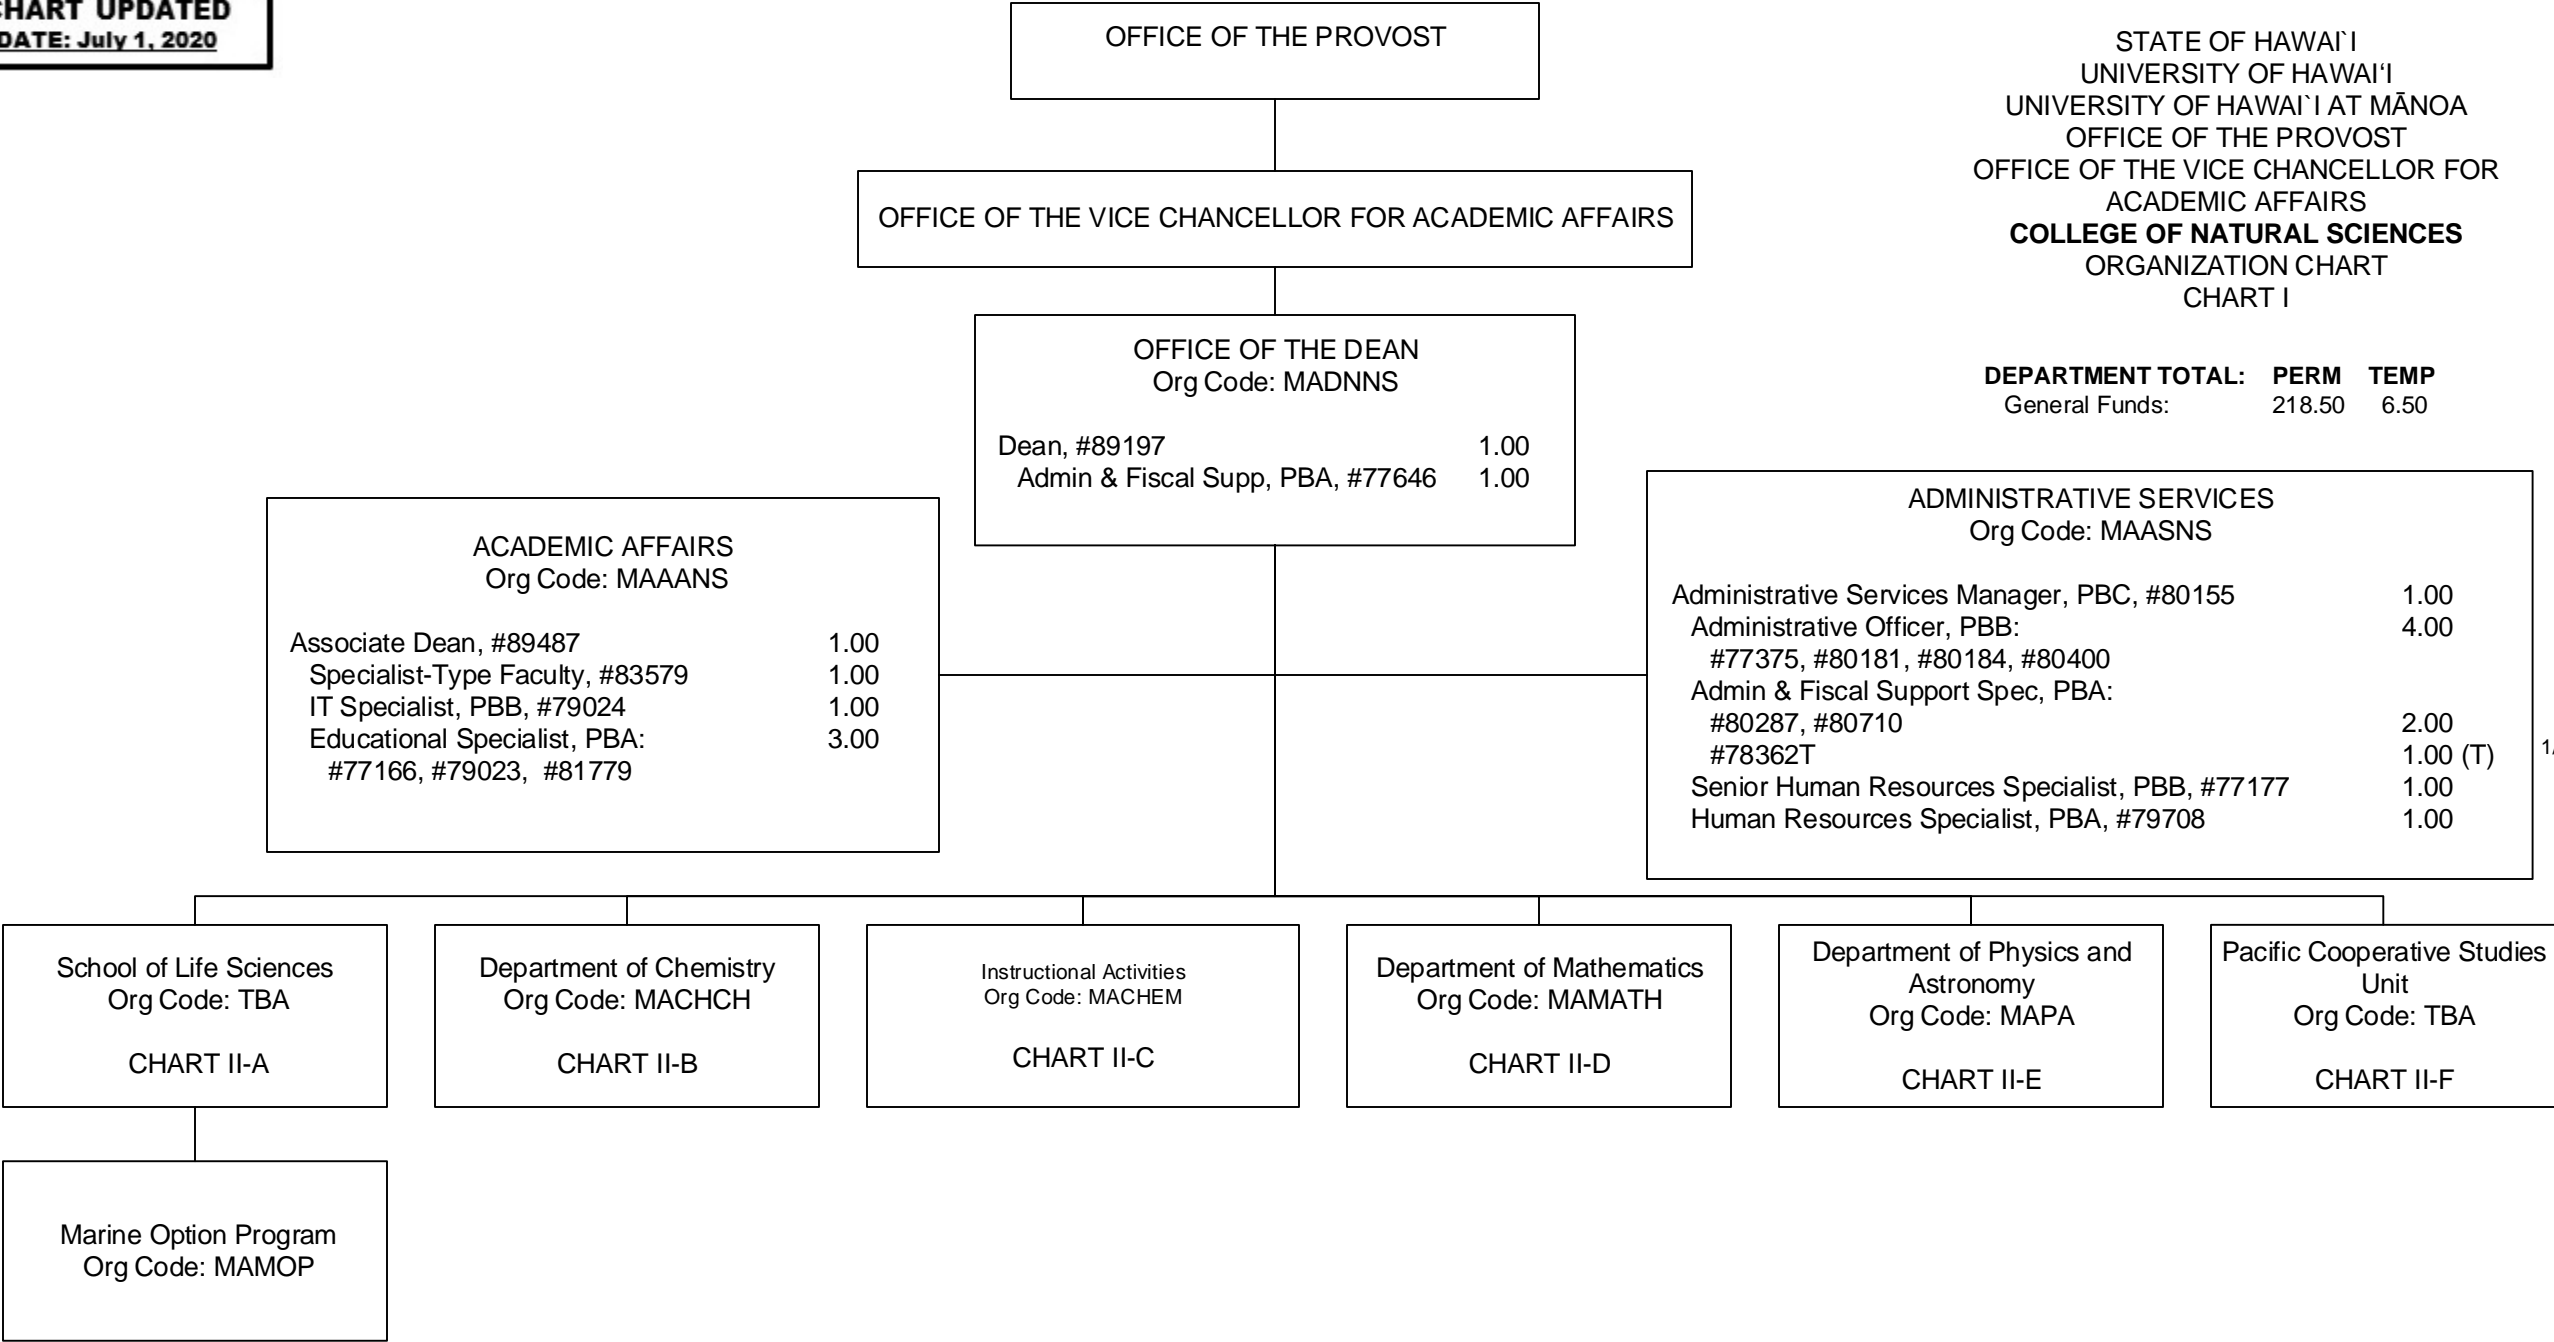 CHART UPDATED
DATE: July 1, 2020
OFFICE OF THE PROVOST
STATE OF HAWAI`I
UNIVERSITY OF HAWAI‘I
UNIVERSITY OF HAWAI`I AT MĀNOA
OFFICE OF THE PROVOST
OFFICE OF THE VICE CHANCELLOR FOR
ACADEMIC AFFAIRS
COLLEGE OF NATURAL SCIENCES
ORGANIZATION CHART
CHART I
OFFICE OF THE VICE CHANCELLOR FOR ACADEMIC AFFAIRS
DEPARTMENT TOTAL: PERM TEMP
General Funds: 218.50 6.50
OFFICE OF THE DEAN
Org Code: MADNNS
Dean, #89197 1.00
Admin & Fiscal Supp, PBA, #77646 1.00
ACADEMIC AFFAIRS
Org Code: MAAANS
Associate Dean, #89487 1.00
Specialist-Type Faculty, #83579 1.00
IT Specialist, PBB, #79024 1.00
Educational Specialist, PBA: 3.00
#77166, #79023, #81779
ADMINISTRATIVE SERVICES
Org Code: MAASNS
Administrative Services Manager, PBC, #80155 1.00
Administrative Officer, PBB: 4.00
#77375, #80181, #80184, #80400
Admin & Fiscal Support Spec, PBA:
#80287, #80710 2.00
#78362T 1.00 (T) 1/
Senior Human Resources Specialist, PBB, #77177 1.00
Human Resources Specialist, PBA, #79708 1.00
School of Life Sciences
Org Code: TBA
CHART II-A
Department of Chemistry
Org Code: MACHCH
CHART II-B
Instructional Activities
Org Code: MACHEM
CHART II-C
Department of Mathematics
Org Code: MAMATH
CHART II-D
Department of Physics and
Astronomy
Org Code: MAPA
CHART II-E
Pacific Cooperative Studies
Unit
Org Code: TBA
CHART II-F
Marine Option Program
Org Code: MAMOP